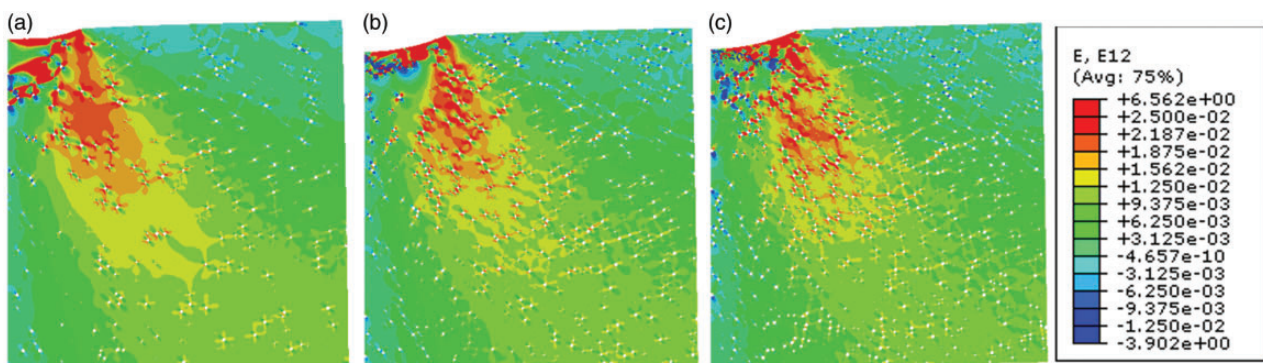 (a)
(b)
(c)
E, E12
(Avg: 75%)
+6.562e+00
+2.500e-02
+2.187e-02
+1.875e-02
+1.562e-02
+1.250e-02
+9.375e-03
+6.250e-03
+3.125e-03
-4.657e-10
-3.125e-03
-6.250e-03
-9.375e-03
-1.250e-02
-3.902e+00